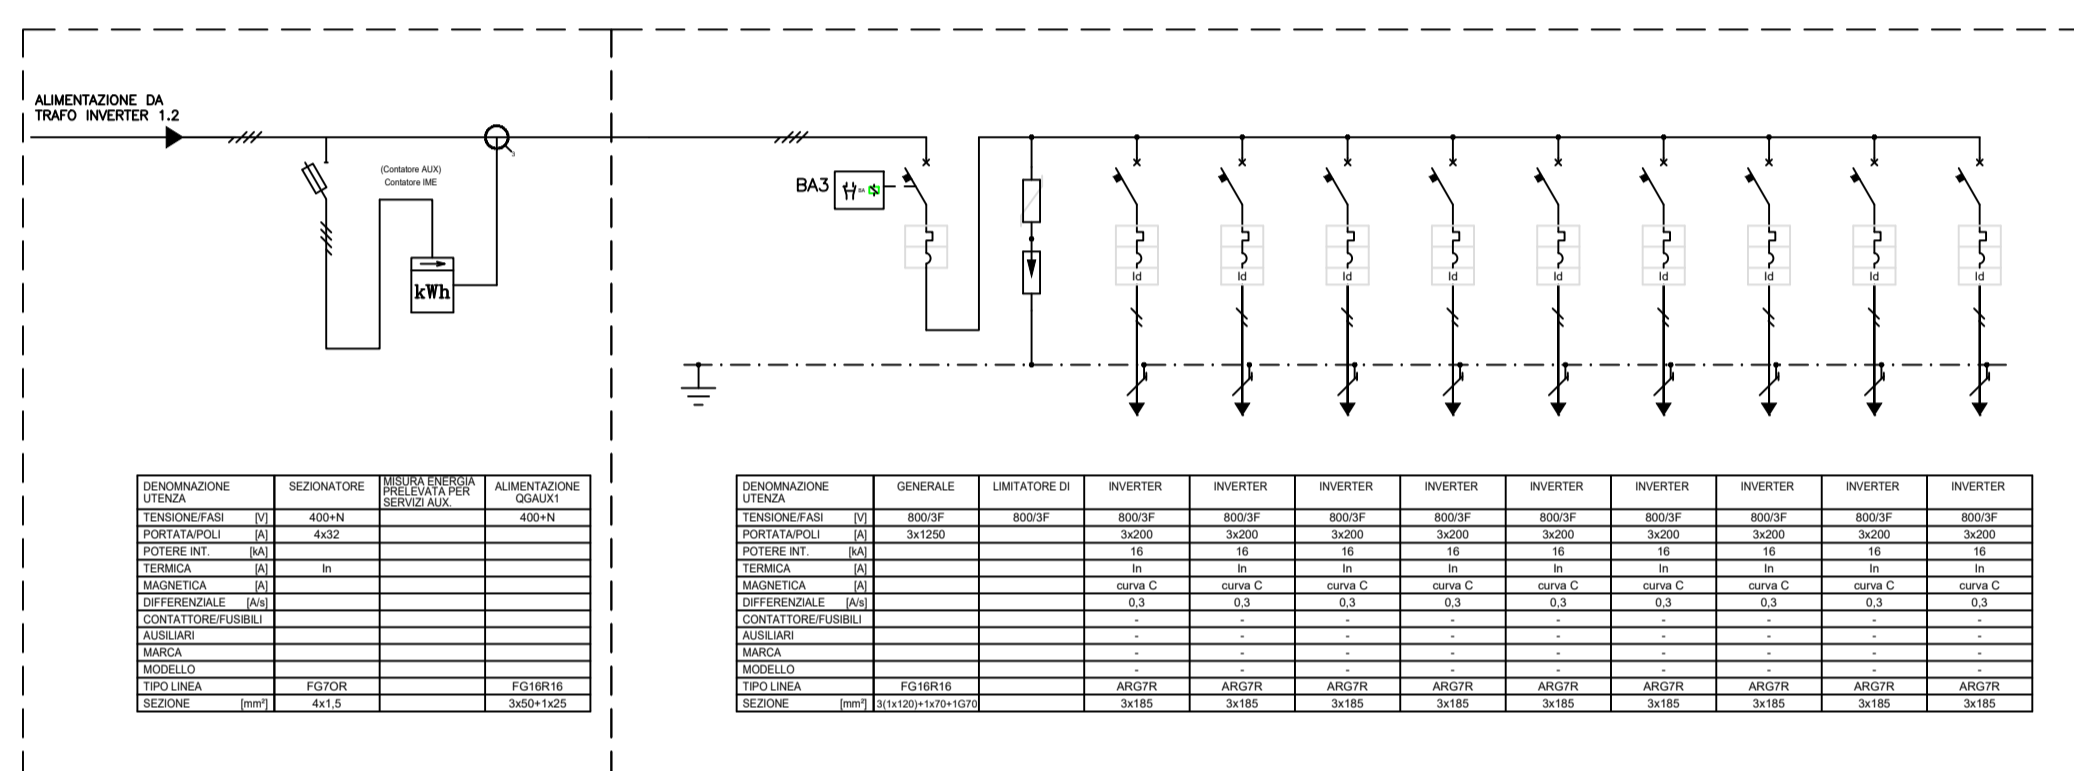 ALIMENTAZIONE DA
TRAFO INVERTER 1.2
(Contatore AUX)
Contatore IME
kWh
BA3
BA
Id Id Id Id Id Id Id Id Id
DENOMNAZIONE UTENZA SEZIONATORE MISURA ENERGIA PRELEVATA PER SERVIZI AUX. ALIMENTAZIONE QGAUX1
TENSIONE/FASI [V] 400+N 400+N
PORTATA/POLI [A] 4x32
POTERE INT. [kA]
TERMICA [A] In
MAGNETICA [A]
DIFFERENZIALE [A/s]
CONTATTORE/FUSIBILI
AUSILIARI
MARCA
MODELLO
TIPO LINEA FG7OR FG16R16
SEZIONE [mm²] 4x1,5 3x50+1x25
DENOMNAZIONE UTENZA GENERALE LIMITATORE DI INVERTER INVERTER INVERTER INVERTER INVERTER INVERTER INVERTER INVERTER INVERTER
TENSIONE/FASI [V] 800/3F 800/3F 800/3F 800/3F 800/3F 800/3F 800/3F 800/3F 800/3F 800/3F 800/3F
PORTATA/POLI [A] 3x1250 3x200 3x200 3x200 3x200 3x200 3x200 3x200 3x200 3x200
POTERE INT. [kA] 16 16 16 16 16 16 16 16 16
TERMICA [A] In In In In In In In In In
MAGNETICA [A] curva C curva C curva C curva C curva C curva C curva C curva C curva C
DIFFERENZIALE [A/s] 0,3 0,3 0,3 0,3 0,3 0,3 0,3 0,3 0,3
CONTATTORE/FUSIBILI - - - - - - - - -
AUSILIARI - - - - - - - - -
MARCA - - - - - - - - -
MODELLO - - - - - - - - -
TIPO LINEA FG16R16 ARG7R ARG7R ARG7R ARG7R ARG7R ARG7R ARG7R ARG7R ARG7R
SEZIONE [mm²] 3(1x120)+1x70+1G70 3x185 3x185 3x185 3x185 3x185 3x185 3x185 3x185 3x185